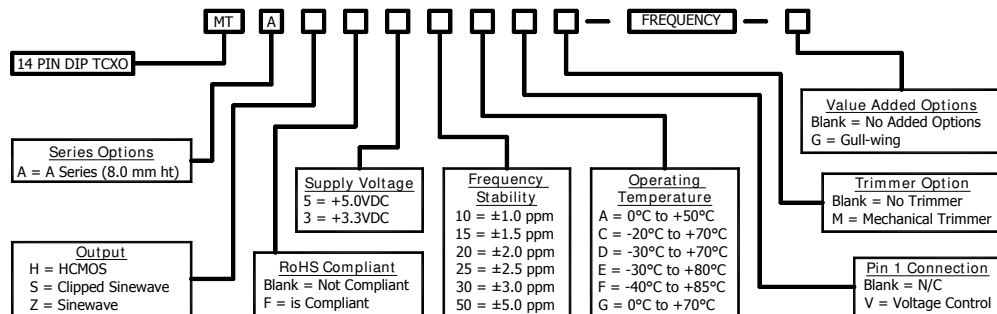 MT A FREQUENCY
14 PIN DIP TCXO
Series Options
A = A Series (8.0 mm ht)
Output
H = HCMOS
S = Clipped Sinewave
Z = Sinewave
RoHS Compliant
Blank = Not Compliant
F = is Compliant
Supply Voltage
5 = +5.0VDC
3 = +3.3VDC
Frequency
Stability
10 = ±1.0 ppm
15 = ±1.5 ppm
20 = ±2.0 ppm
25 = ±2.5 ppm
30 = ±3.0 ppm
50 = ±5.0 ppm
Operating
Temperature
A = 0°C to +50°C
C = -20°C to +70°C
D = -30°C to +70°C
E = -30°C to +80°C
F = -40°C to +85°C
G = 0°C to +70°C
Value Added Options
Blank = No Added Options
G = Gull-wing
Trimmer Option
Blank = No Trimmer
M = Mechanical Trimmer
Pin 1 Connection
Blank = N/C
V = Voltage Control